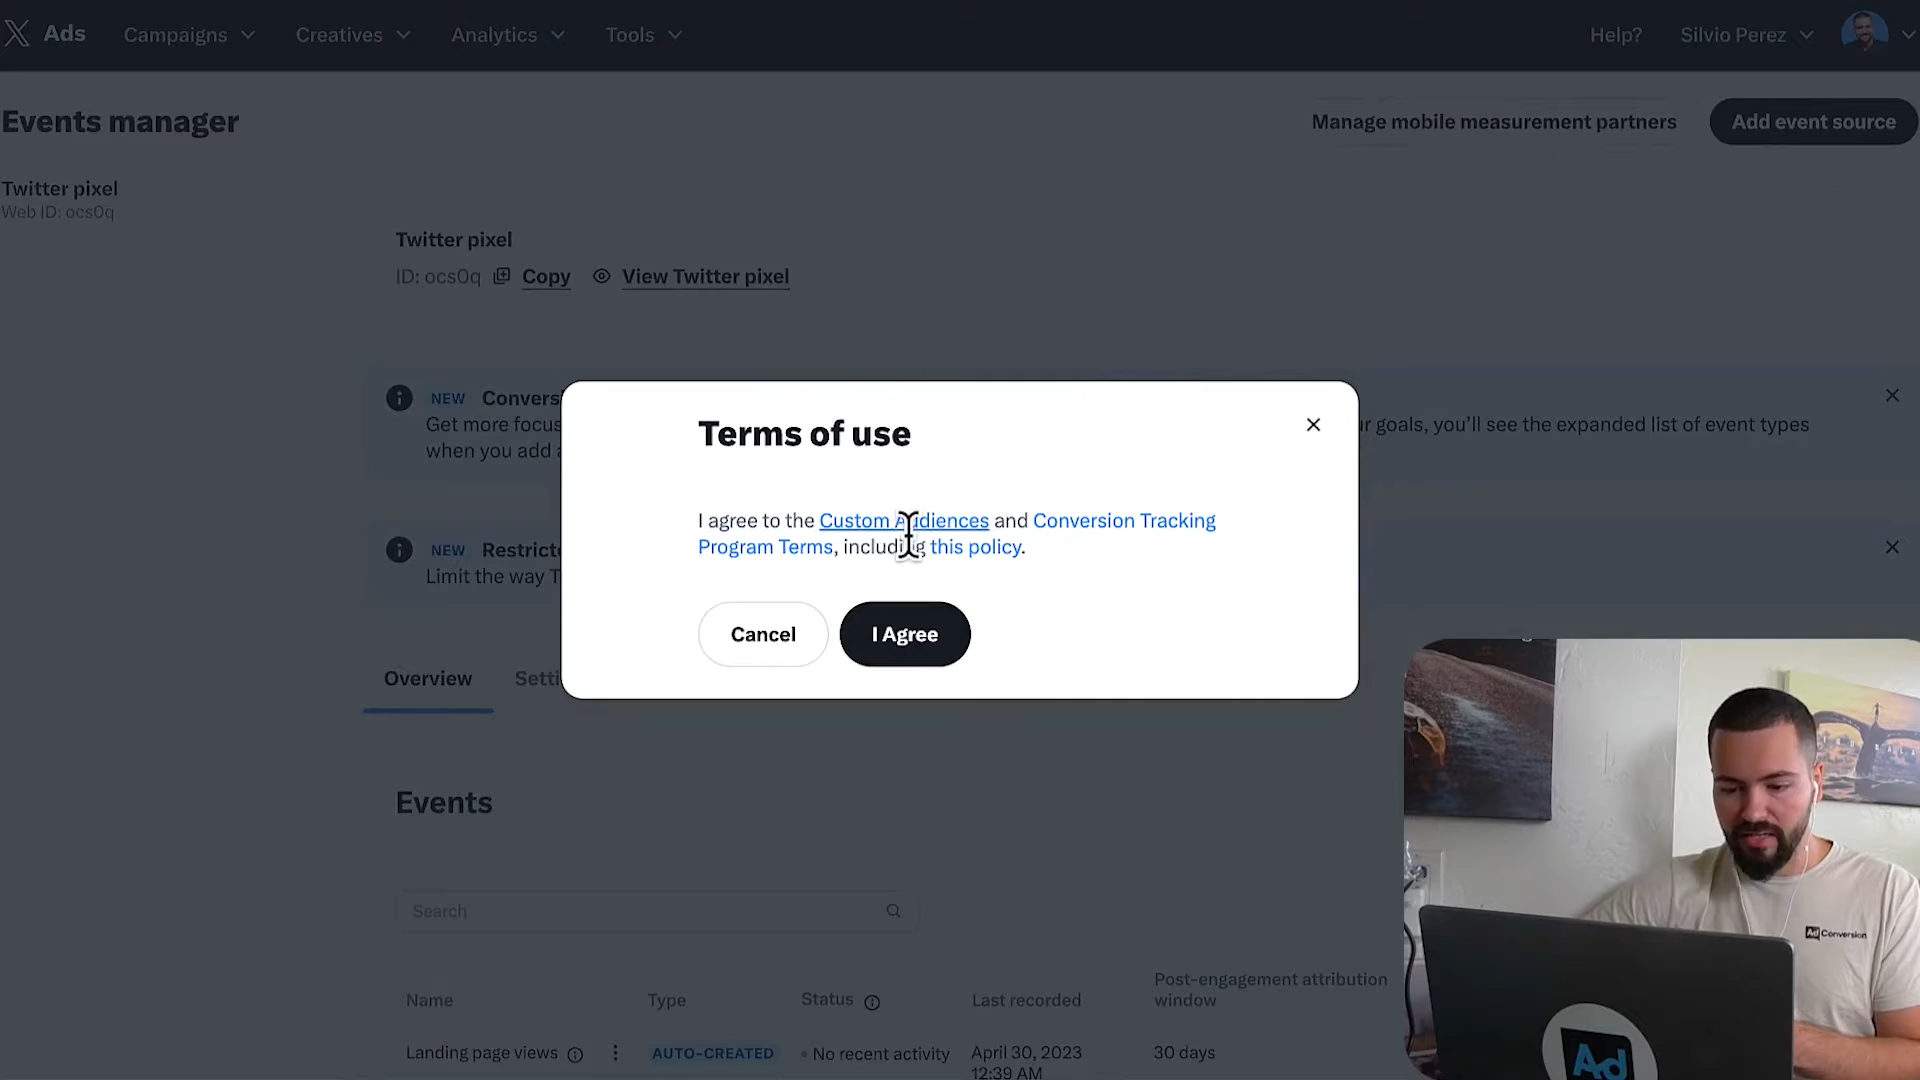 Ads Campaigns Creatives Analytics Tools Help? Silvio Perez
Events manager
Manage mobile measurement partners
Add event source
Twitter pixel
Web ID: ocs0q
Twitter pixel
ID: ocs0q Copy View Twitter pixel
NEW Convers
Get more focus
r goals, you'll see the expanded list of event types
when you add a
NEW Restricte
Limit the way T
Terms of use
I agree to the Custom Audiences and Conversion Tracking
Program Terms, including this policy.
Cancel I Agree
Overview Setti
Events
Search
Name Type Status Last recorded Post-engagement attribution
window
Landing page views AUTO-CREATED No recent activity April 30, 2023 30 days
12:39 AM
Ad Conversion
Ad